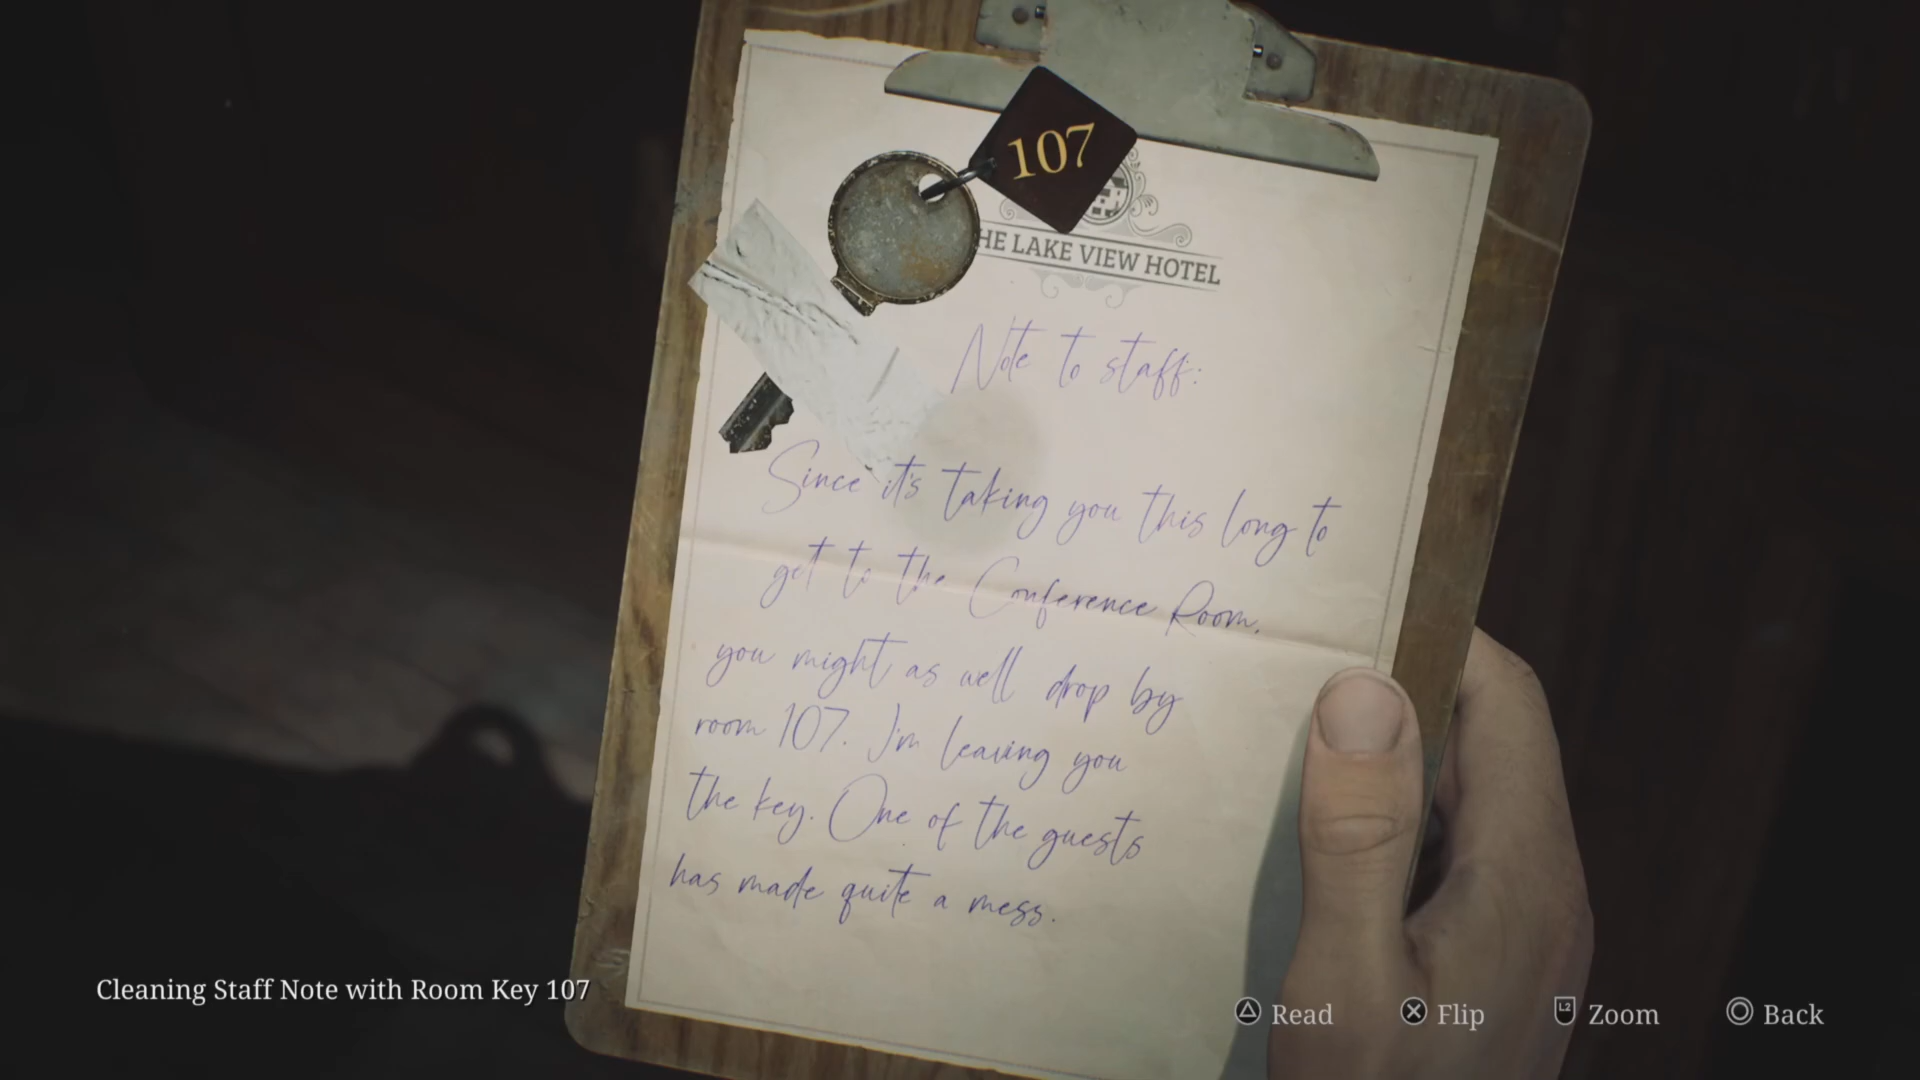 107
HE LAKE VIEW HOTEL
Note to staff:
Since it's taking you this long to
get to the Conference Room,
you might as well drop by
room 107. I'm leaving you
the key. One of the guests
has made quite a mess.
Cleaning Staff Note with Room Key 107
Read
Flip
L2 Zoom
Back